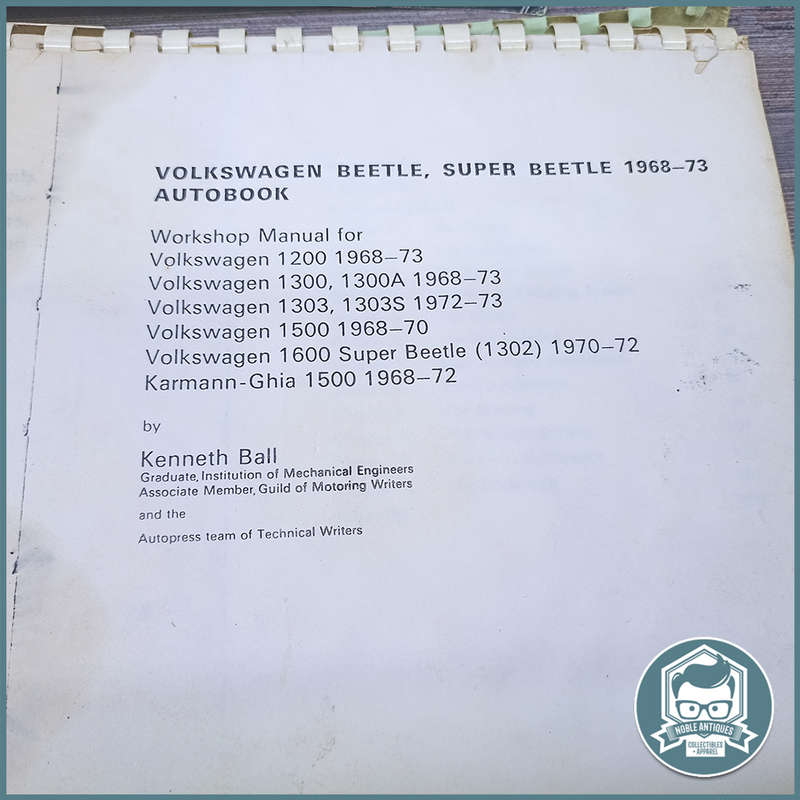 VOLKSWAGEN BEETLE, SUPER BEETLE 1968–73
AUTOBOOK
Workshop Manual for
Volkswagen 1200 1968–73
Volkswagen 1300, 1300A 1968–73
Volkswagen 1303, 1303S 1972–73
Volkswagen 1500 1968–70
Volkswagen 1600 Super Beetle (1302) 1970–72
Karmann-Ghia 1500 1968–72
by
Kenneth Ball
Graduate, Institution of Mechanical Engineers
Associate Member, Guild of Motoring Writers
and the
Autopress team of Technical Writers
NOBLE ANTIQUES
COLLECTIBLES
+ APPAREL